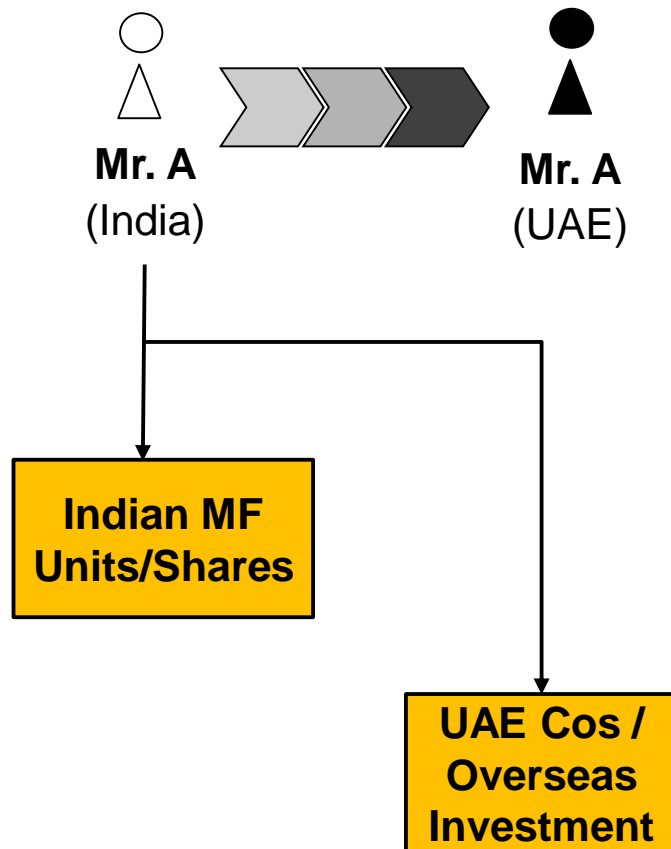 Mr. A
(India)
Mr. A
(UAE)
Indian MF
Units/Shares
UAE Cos /
Overseas
Investment